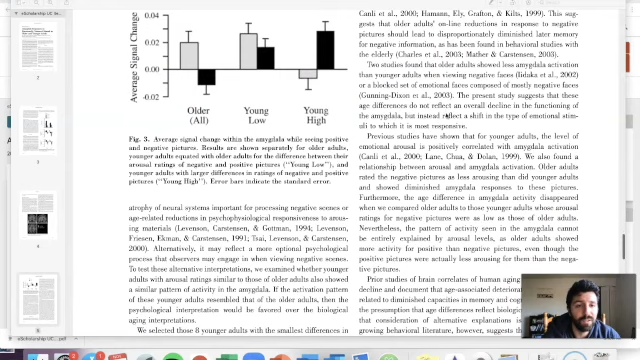 0.04
0.02
0.00
-0.02
Average Signal Change
Older
(All)
Young
Low
Young
High
Fig. 3. Average signal change within the amygdala while seeing positive
and negative pictures. Results are shown separately for older adults,
younger adults equated with older adults for the difference between their
arousal ratings of negative and positive pictures ("Young Low"), and
younger adults with larger differences in ratings of negative and positive
pictures ("Young High"). Error bars indicate the standard error.
atrophy of neural systems important for processing negative scenes or
age-related reductions in psychophysiological responsiveness to arous-
ing materials (Levenson, Carstensen & Gottman, 1994; Levenson,
Friesen, Ekman & Carstensen, 1991; Tsai, Levenson & Carstensen,
2000). Alternatively, it may reflect a more optional psychological
process that observers may engage in when viewing negative scenes.
To test these alternative interpretations, we examined whether younger
adults with arousal ratings similar to those of older adults also showed
a similar pattern of activity in the amygdala. If the activation pattern
of these younger adults resembled that of the older adults, then the
psychological interpretation would be favored over the biological
aging interpretations.
We selected those 8 younger adults with the smallest differences in
Canli et al., 2000; Hamann, Ely, Grafton, & Kilts, 1999). This sug-
gests that older adults' on-line reductions in response to negative
pictures should lead to disproportionately diminished later memory
for negative information, as has been found in behavioral studies with
the elderly (Charles et al., 2003; Mather & Carstensen, 2003).
Two studies found that older adults showed less amygdala activation
than younger adults when viewing negative faces (Iidaka et al., 2002)
or a blocked set of emotional faces composed of mostly negative faces
(Gunning-Dixon et al., 2003). The present study suggests that these
age differences do not reflect an overall decline in the functioning of
the amygdala, but instead reflect a shift in the type of emotional stim-
uli to which it is most responsive.
Previous studies have shown that for younger adults, the level of
emotional arousal is positively correlated with amygdala activation
(Canli et al., 2000; Lane, Chua, & Dolan, 1999). We also found a
relationship between arousal and amygdala activation. Older adults
rated the negative pictures as less arousing than did younger adults
and showed diminished amygdala responses to these pictures.
Furthermore, the age difference in amygdala activity disappeared
when we compared older adults to those younger adults whose arousal
ratings for negative pictures were as low as those of older adults.
Nevertheless, the pattern of activity seen in the amygdala cannot
be entirely explained by arousal levels, as older adults showed
more activity for positive than negative pictures, even though the
positive pictures were actually less arousing for them than the nega-
tive pictures.
Prior studies of brain correlates of human aging
decline and document that age-associated deteriora
related to diminished capacities in memory and cog
the presumption that age differences reflect biologi
that consideration of alternative explanations is
growing behavioral literature, however, suggests th
2
3
4